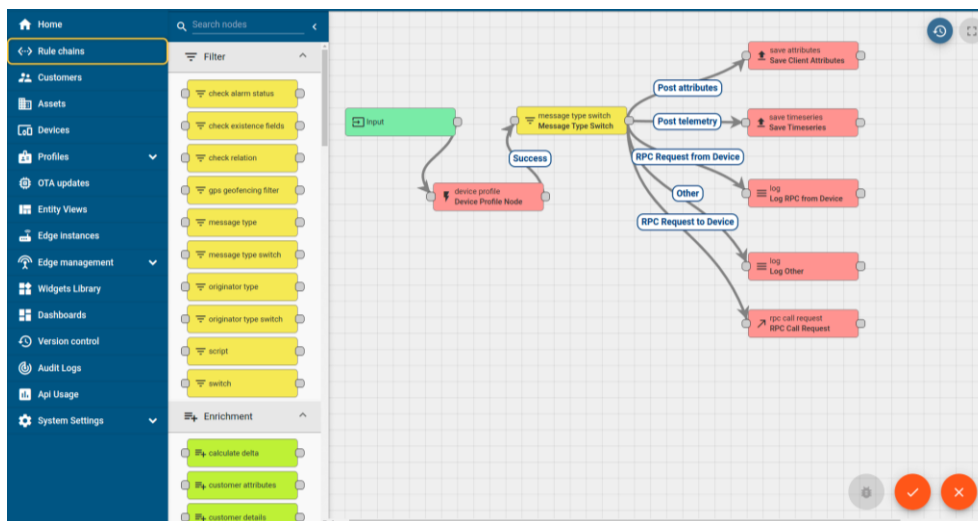 Home
Rule chains
Customers
Assets
Devices
Profiles
OTA updates
Entity Views
Edge instances
Edge management
Widgets Library
Dashboards
Version control
Audit Logs
Api Usage
System Settings
Search nodes
Filter
check alarm status
check existence fields
check relation
gps geofencing filter
message type
message type switch
originator type
originator type switch
script
switch
Enrichment
calculate delta
customer attributes
customer details
Input
device profile
Device Profile Node
Success
message type switch
Message Type Switch
Post attributes
Post telemetry
RPC Request from Device
Other
RPC Request to Device
save attributes
Save Client Attributes
save timeseries
Save Timeseries
log
Log RPC from Device
log
Log Other
rpc call request
RPC Call Request